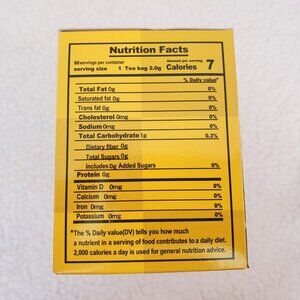 Nutrition Facts
60servings per container
serving size 1 Tea bag 2.0g
Amount per serving
Calories 7
% Daily value*
Total Fat 0g 0%
Saturated fat 0g 0%
Trans fat 0g 0%
Cholesterol 0mg 0%
Sodium 0mg 0%
Total Carbohydrate 1g 0.3%
Dietary fiber 0g
Total Sugars 0g
Includes 0g Added Sugars 0%
Protein 0g
Vitamin D 0mg 0%
Calcium 0mg 0%
Iron 0mg 0%
Potassium 0mg 0%
*The % Daily value(DV) tells you how much
a nutrient in a serving of food contributes to a daily diet.
2,000 calories a day is used for general nutrition advice.